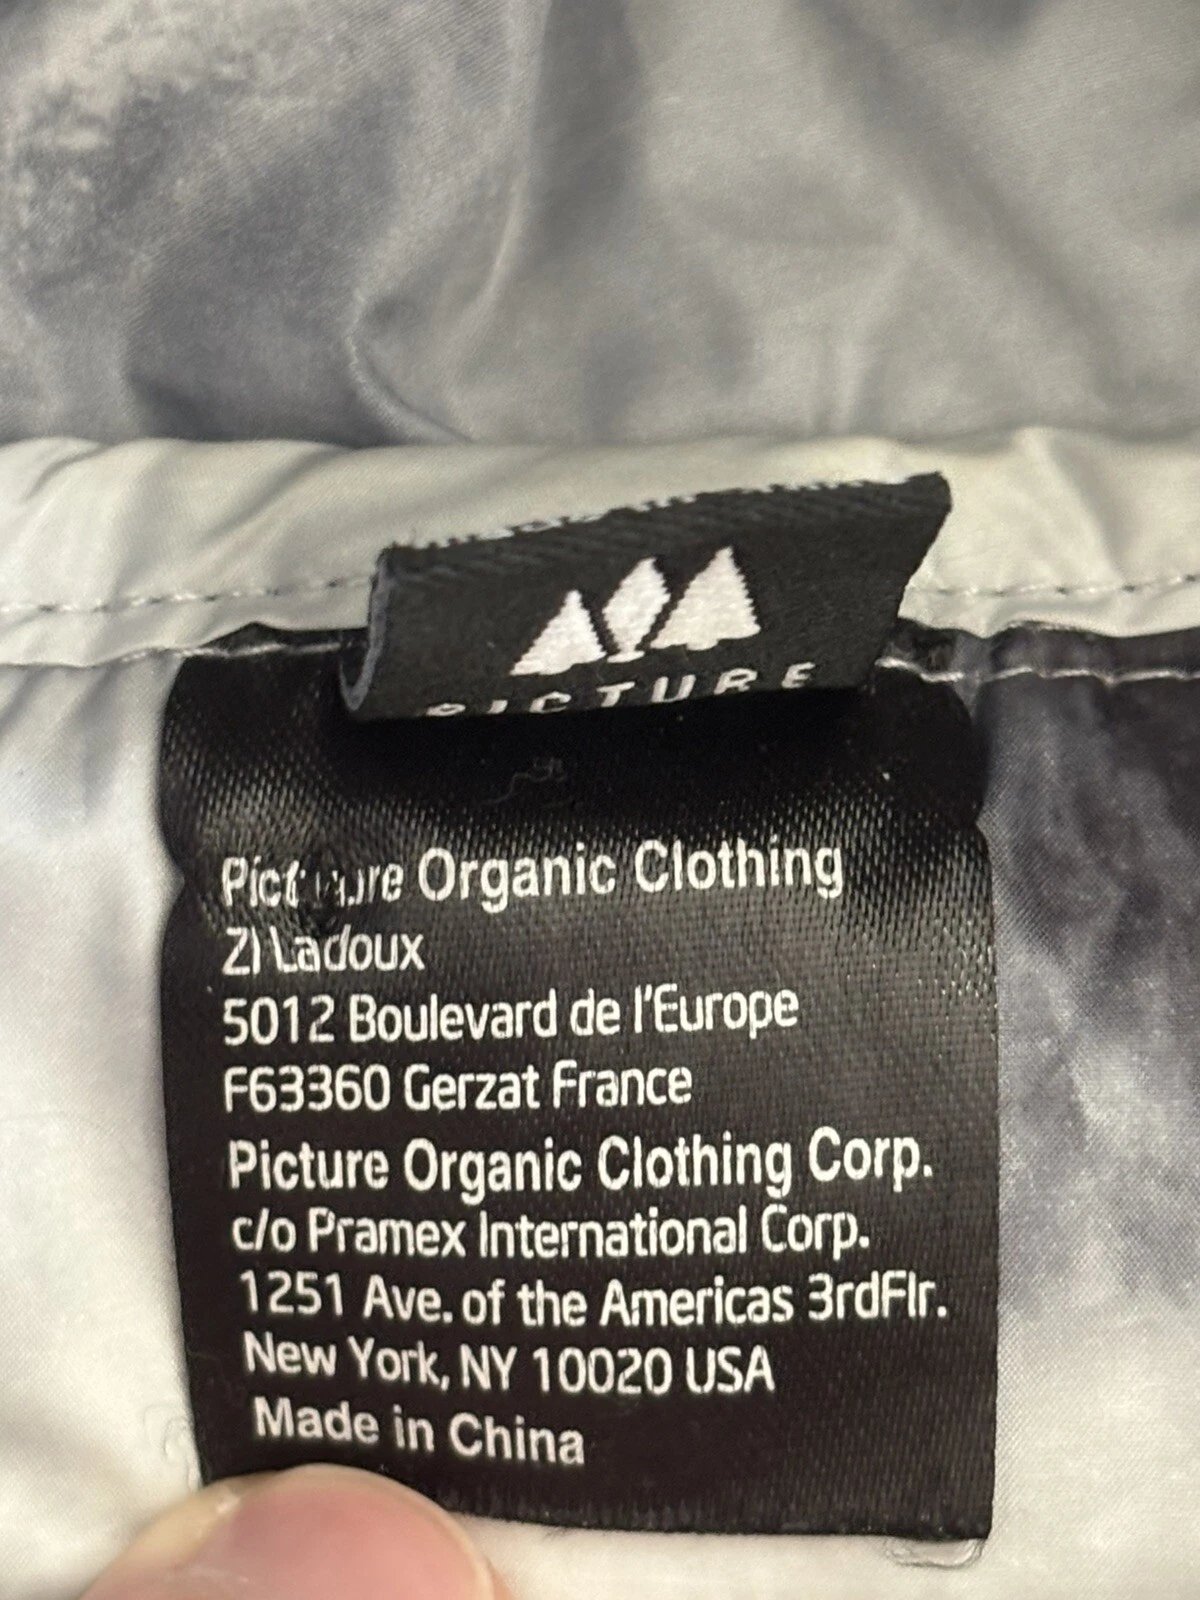 PICTURE
Picture Organic Clothing
ZI Ladoux
5012 Boulevard de l'Europe
F63360 Gerzat France
Picture Organic Clothing Corp.
c/o Pramex International Corp.
1251 Ave. of the Americas 3rdFlr.
New York, NY 10020 USA
Made in China